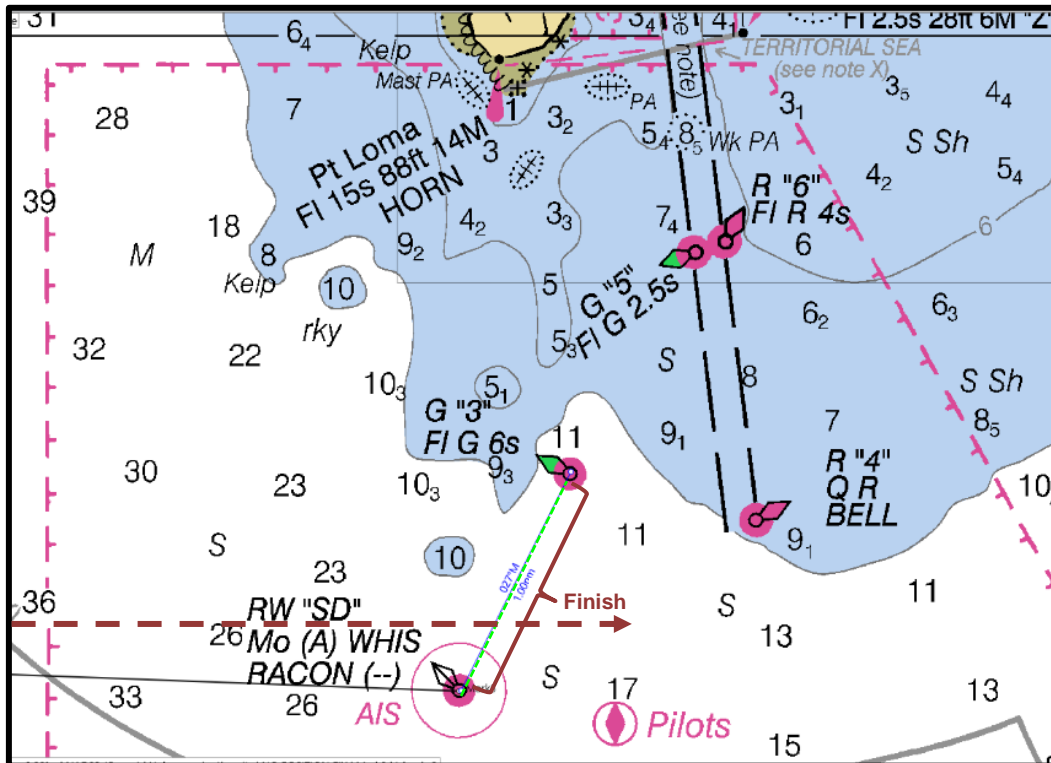 31
6₄
Kelp
3₄
(see note)
4₁
Fl 2.5s 28ft 6M "Z"
TERRITORIAL SEA
(see note X)
Mast PA
28
7
1
3₂
PA
3₁
3₅
4₄
Pt Loma
Fl 15s 88ft 14M
HORN
3
5₄
8₅
Wk PA
S Sh
4₂
5₄
39
18
M
8
Kelp
9₂
4₂
3₃
7₄
R "6"
Fl R 4s
6
6
10
rky
5
G "5"
Fl G 2.5s
6₂
6₃
32
22
5₃
S
8
S Sh
10₃
5₁
G "3"
Fl G 6s
11
9₁
7
8₅
30
23
10₃
9₃
R "4"
Q R
BELL
10
S
10
11
9₁
23
027°M
1.00nm
11
36
RW "SD"
Mo (A) WHIS
RACON (--)
26
Finish
S
13
33
26
AIS
S
17
Pilots
13
15